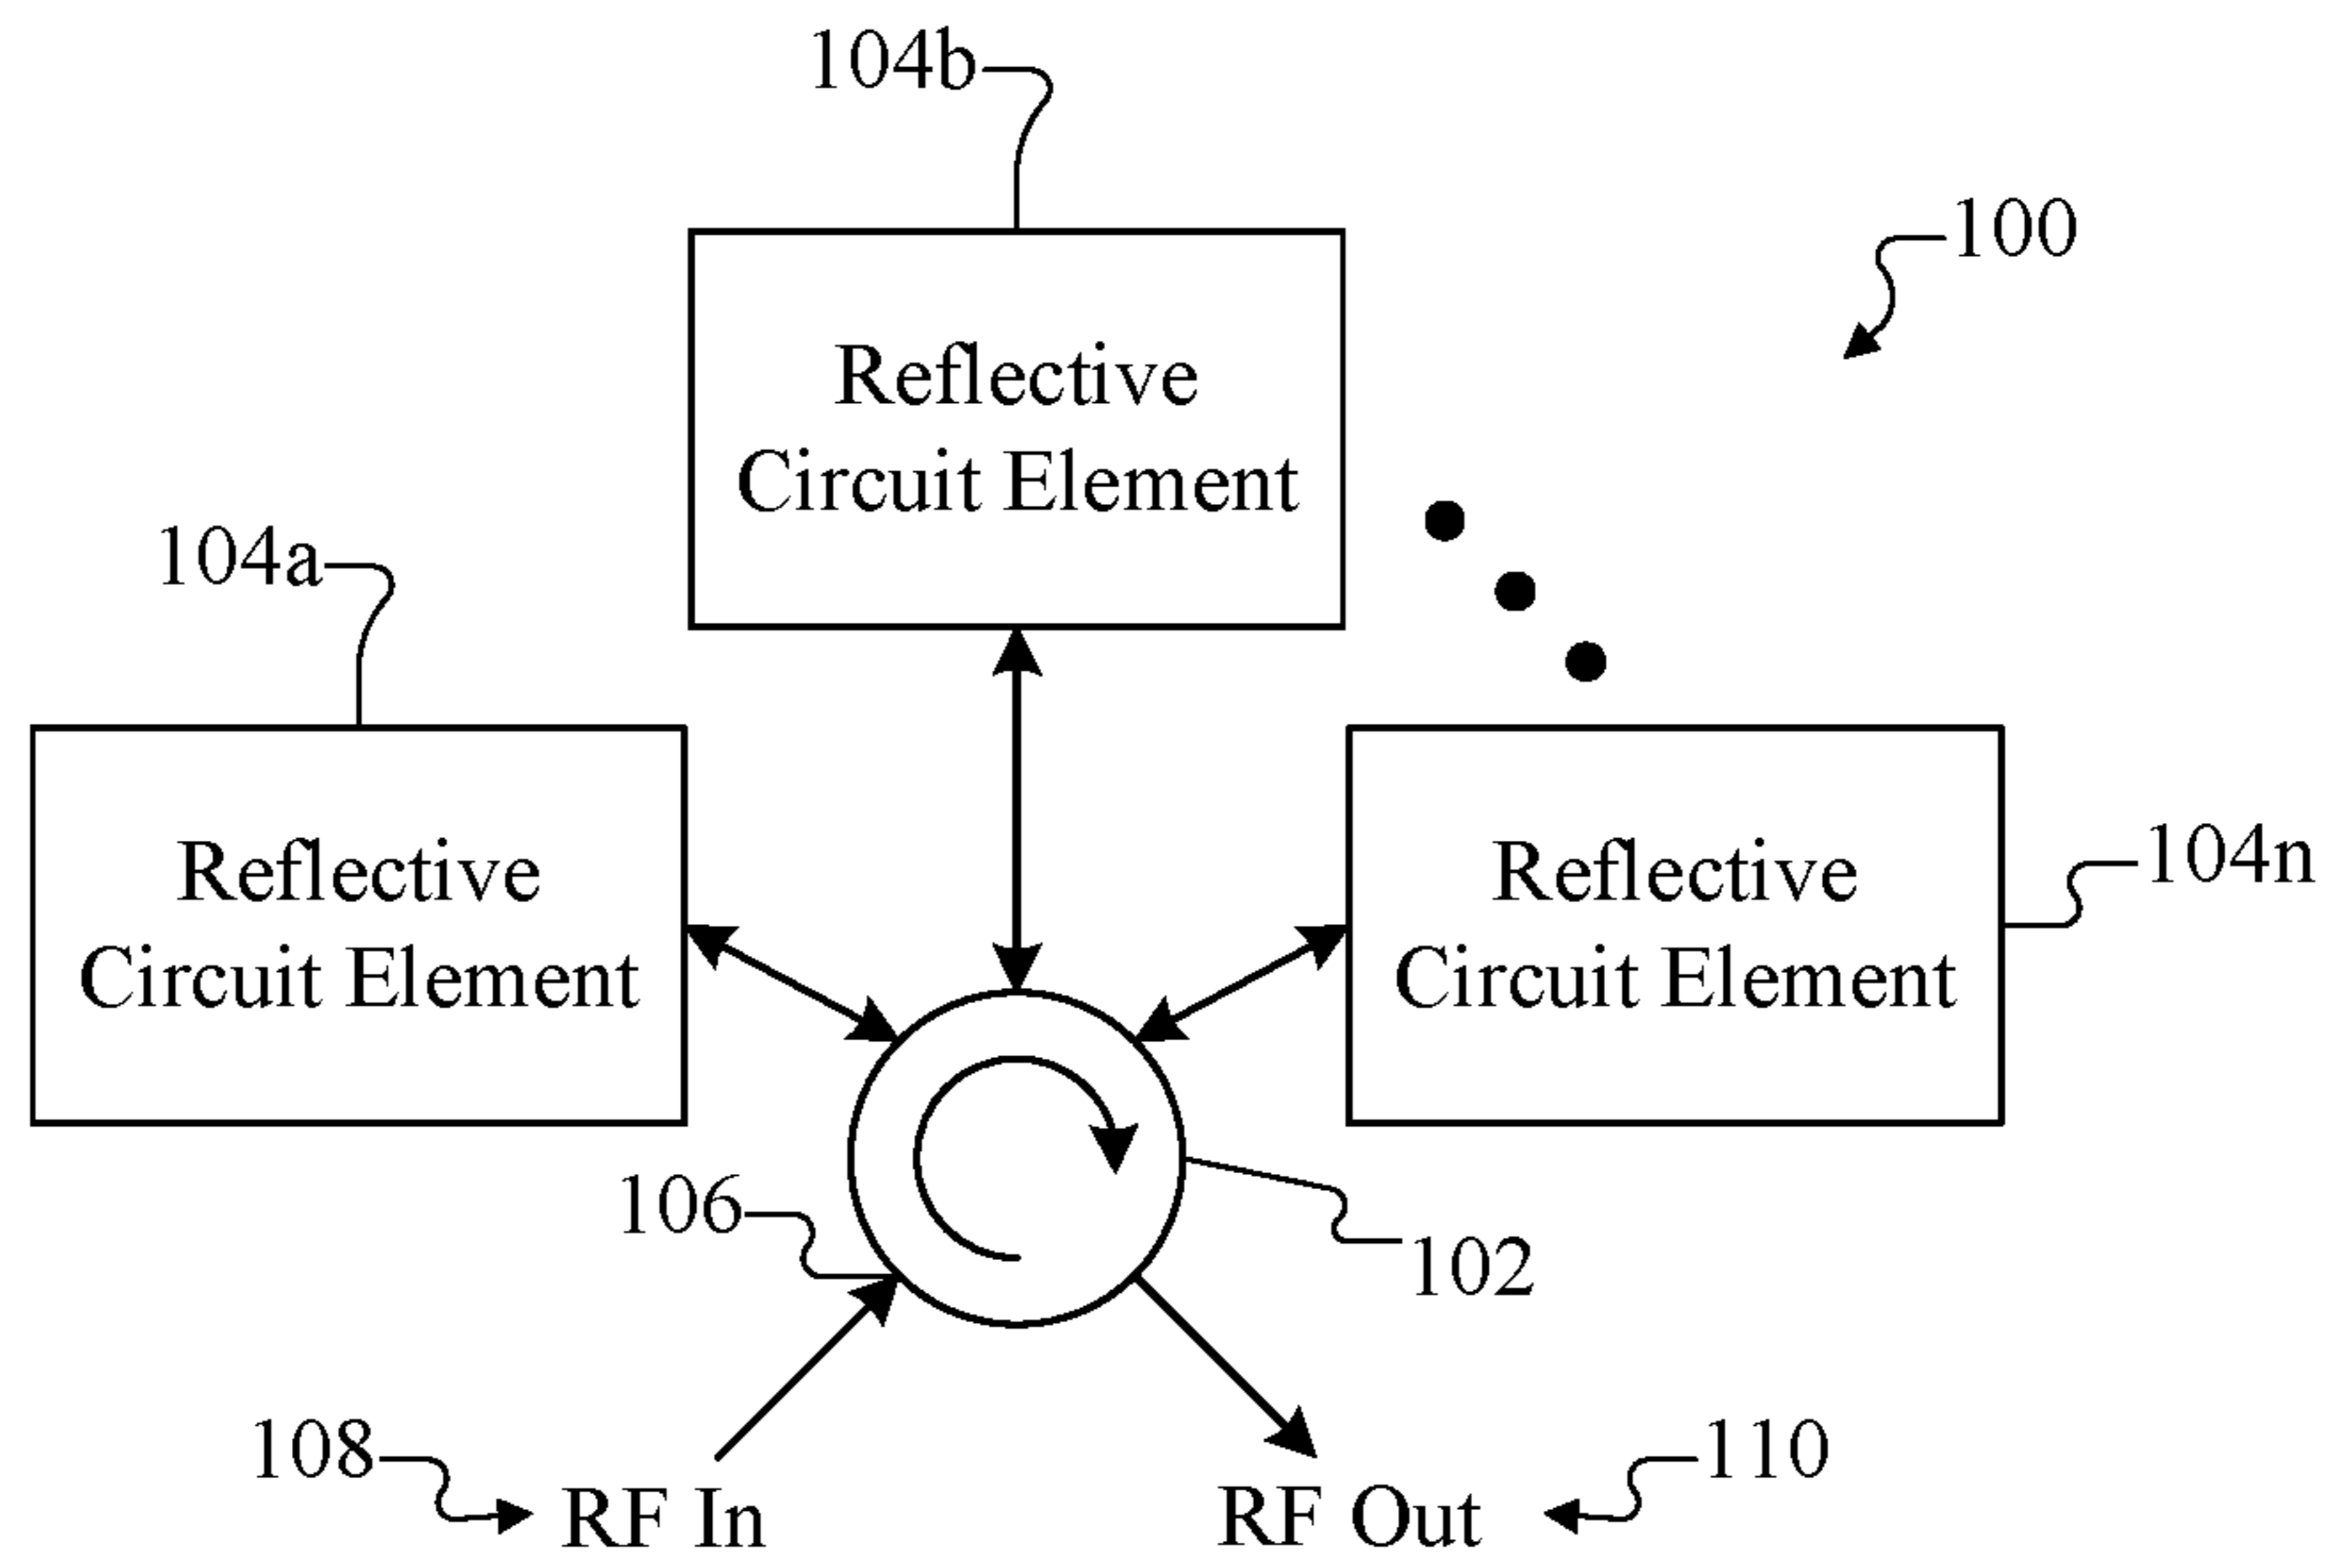 104b
100
Reflective
Circuit Element
104a
Reflective
Circuit Element
Reflective
Circuit Element
104n
106
102
108
RF In
RF Out
110